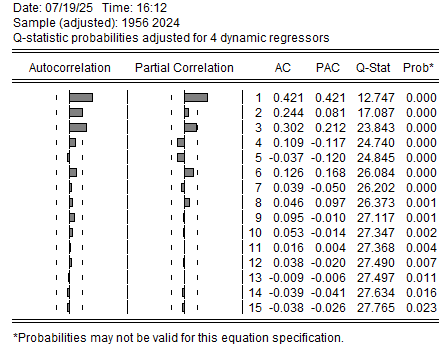 Date: 07/19/25 Time: 16:12
Sample (adjusted): 1956 2024
Q-statistic probabilities adjusted for 4 dynamic regressors
Autocorrelation Partial Correlation AC PAC Q-Stat Prob*
1 0.421 0.421 12.747 0.000
2 0.244 0.081 17.087 0.000
3 0.302 0.212 23.843 0.000
4 0.109 -0.117 24.740 0.000
5 -0.037 -0.120 24.845 0.000
6 0.126 0.168 26.084 0.000
7 0.039 -0.050 26.202 0.000
8 0.046 0.097 26.373 0.001
9 0.095 -0.010 27.117 0.001
10 0.053 -0.014 27.347 0.002
11 0.016 0.004 27.368 0.004
12 0.038 -0.020 27.490 0.007
13 -0.009 -0.006 27.497 0.011
14 -0.039 -0.041 27.634 0.016
15 -0.038 -0.026 27.765 0.023
*Probabilities may not be valid for this equation specification.